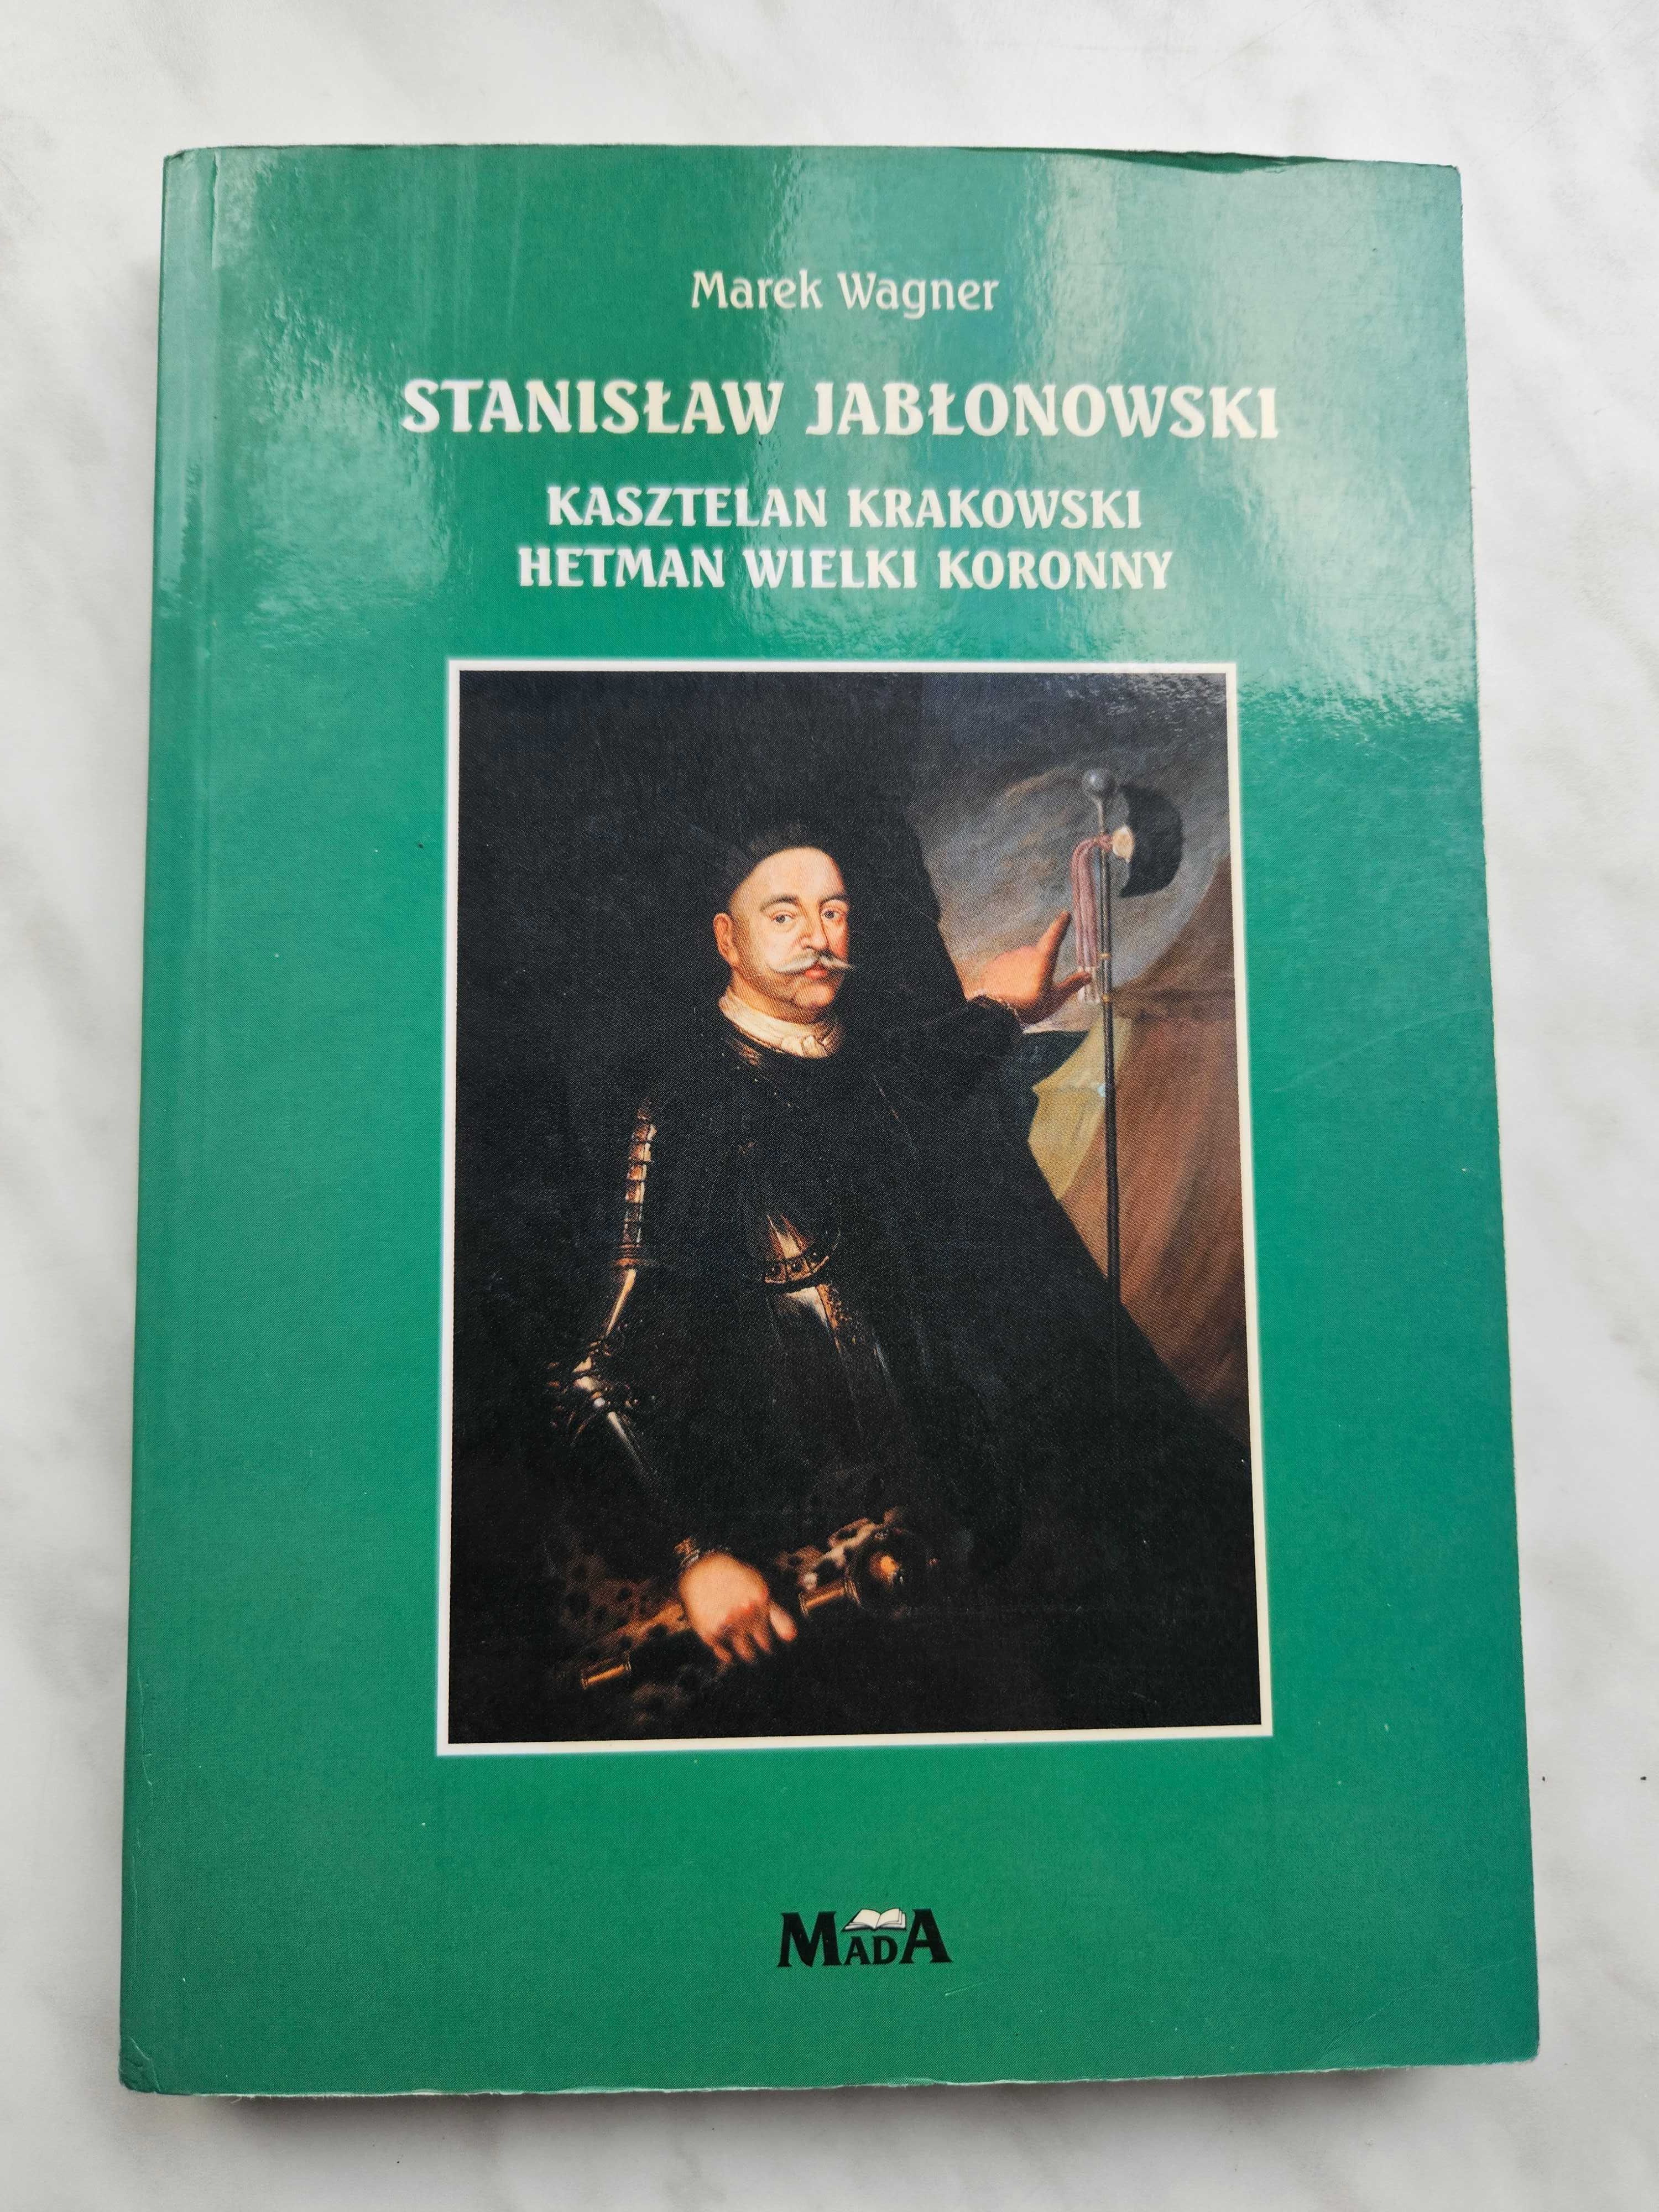 Marek Wagner
STANISŁAW JABŁONOWSKI
KASZTELAN KRAKOWSKI
HETMAN WIELKI KORONNY
MADA